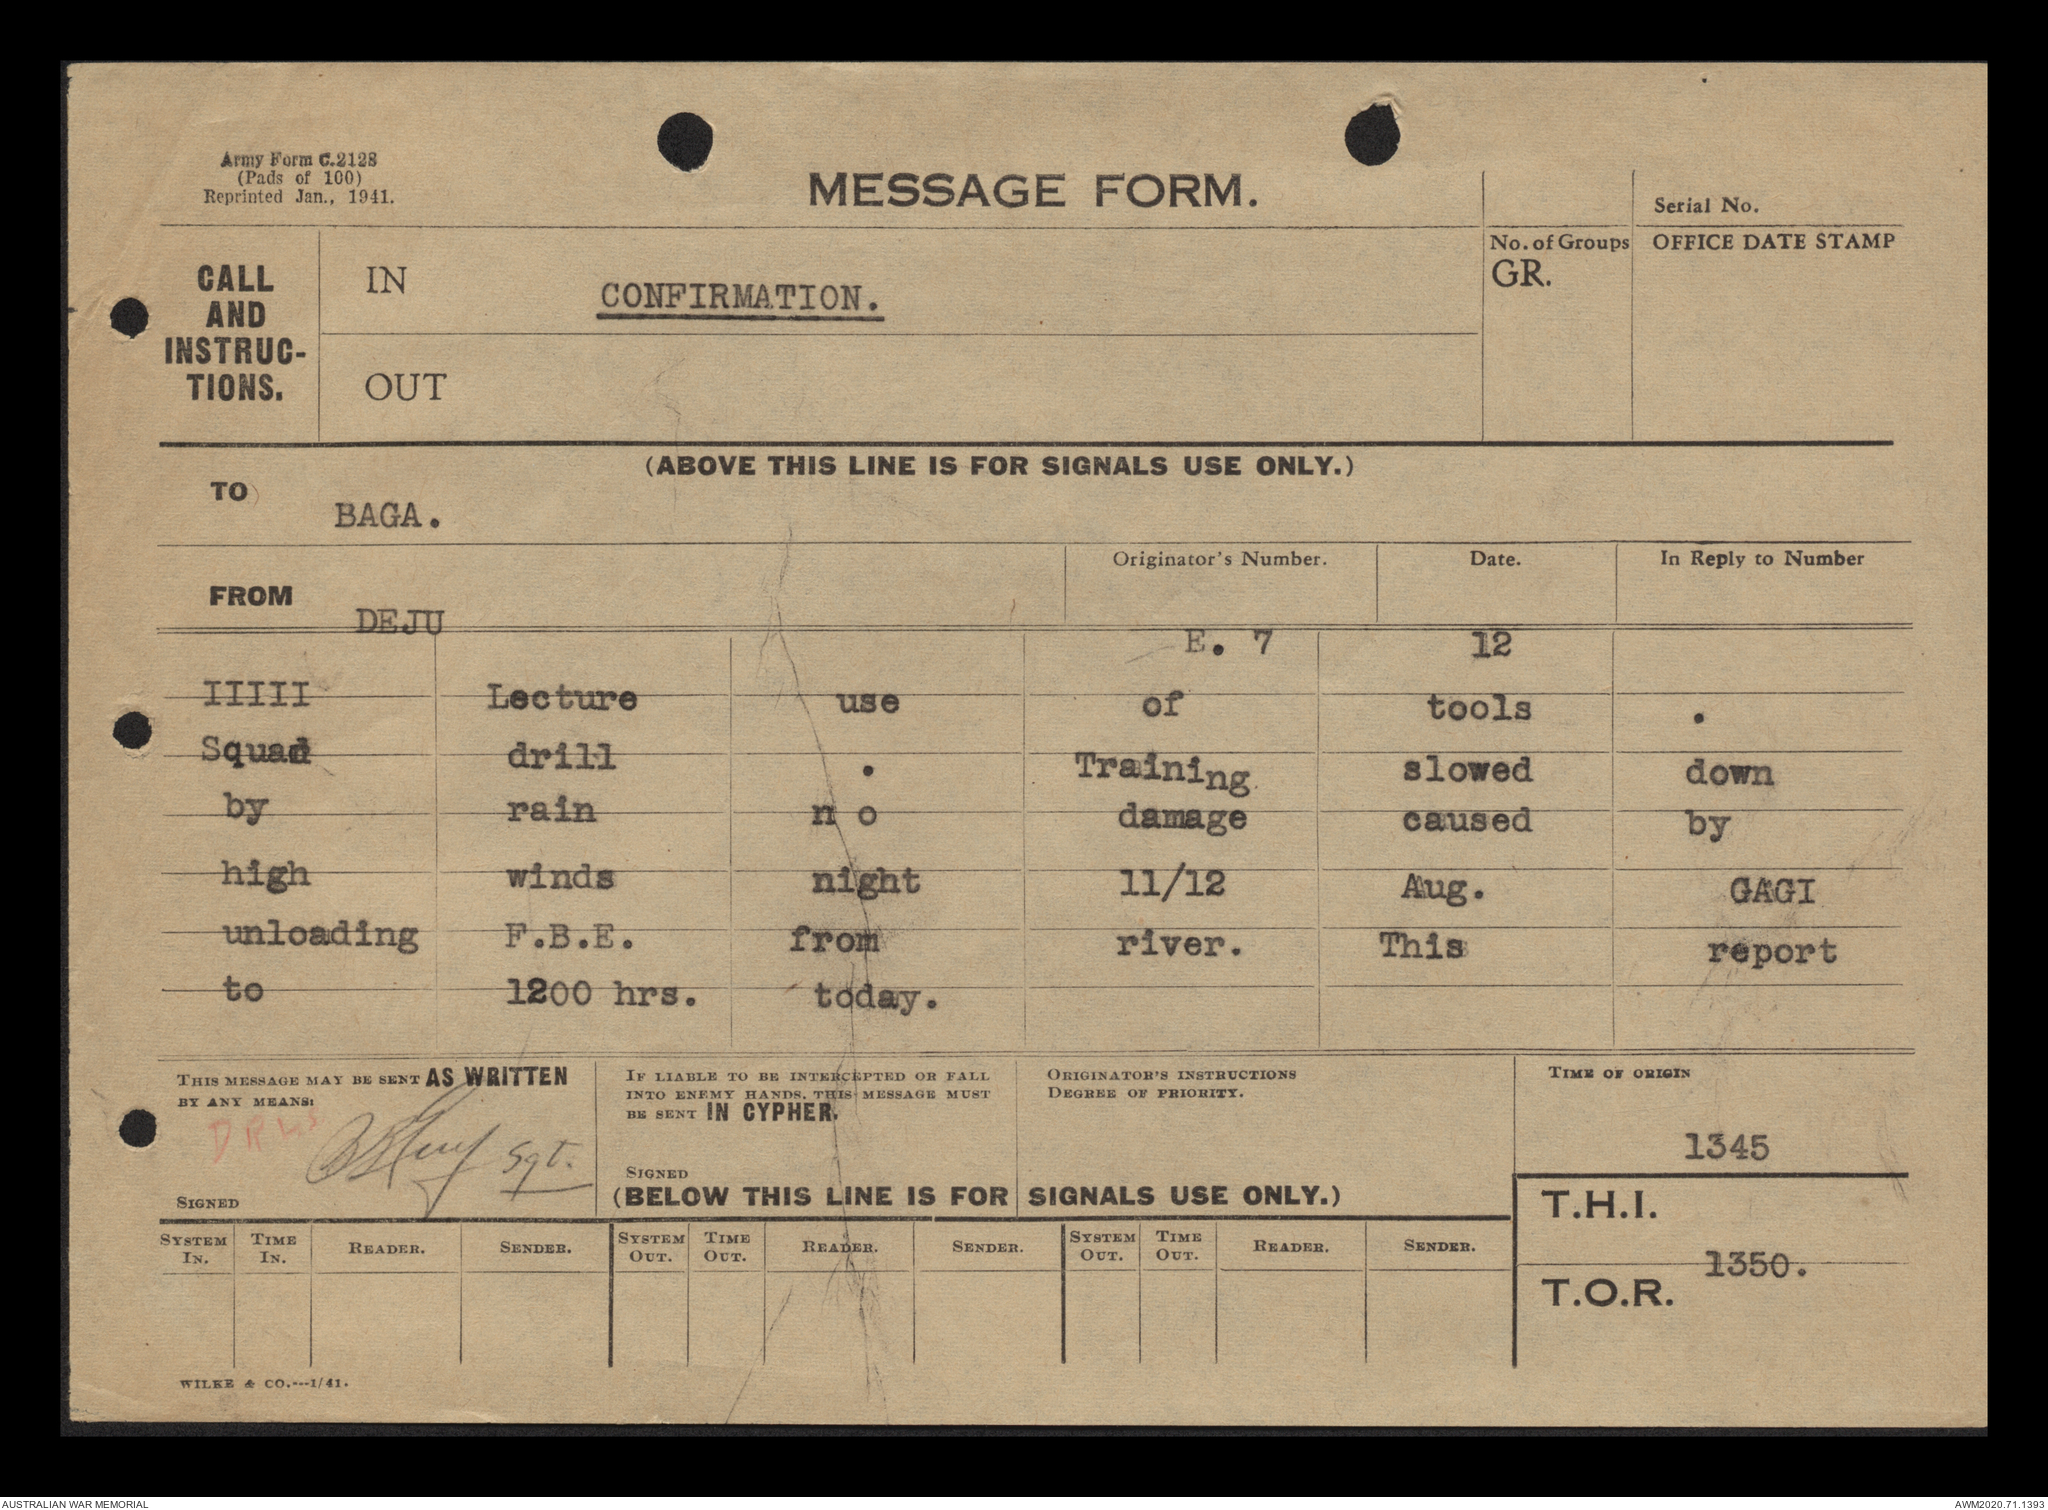 Army Form C.2128
(Pads of 100)
Reprinted Jan., 1941.
MESSAGE FORM.
Serial No.
CALL AND INSTRUC-TIONS.
IN
CONFIRMATION.
No. of Groups
GR.
OFFICE DATE STAMP
OUT
(ABOVE THIS LINE IS FOR SIGNALS USE ONLY.)
TO
BAGA.
FROM
DEJU
Originator's Number.
Date.
In Reply to Number
E. 7 12
IIIII Lecture use of tools .
Squad drill . Training slowed down
by rain n o damage caused by
high winds night 11/12 Aug. GAGI
unloading F.B.E. from river. This report
to 1200 hrs. today.
THIS MESSAGE MAY BE SENT AS WRITTEN
BY ANY MEANS:
DRLS
Sgt.
SIGNED
IF LIABLE TO BE INTERCEPTED OR FALL
INTO ENEMY HANDS, THIS MESSAGE MUST
BE SENT IN CYPHER.
SIGNED
ORIGINATOR'S INSTRUCTIONS
DEGREE OF PRIORITY.
TIME OF ORIGIN
1345
(BELOW THIS LINE IS FOR SIGNALS USE ONLY.)
T.H.I.
1350.
T.O.R.
SYSTEM IN. TIME IN. READER. SENDER. SYSTEM OUT. TIME OUT. READER. SENDER. SYSTEM OUT. TIME OUT. READER. SENDER.
WILKE & CO.---1/41.
AUSTRALIAN WAR MEMORIAL
AWM2020.71.1393